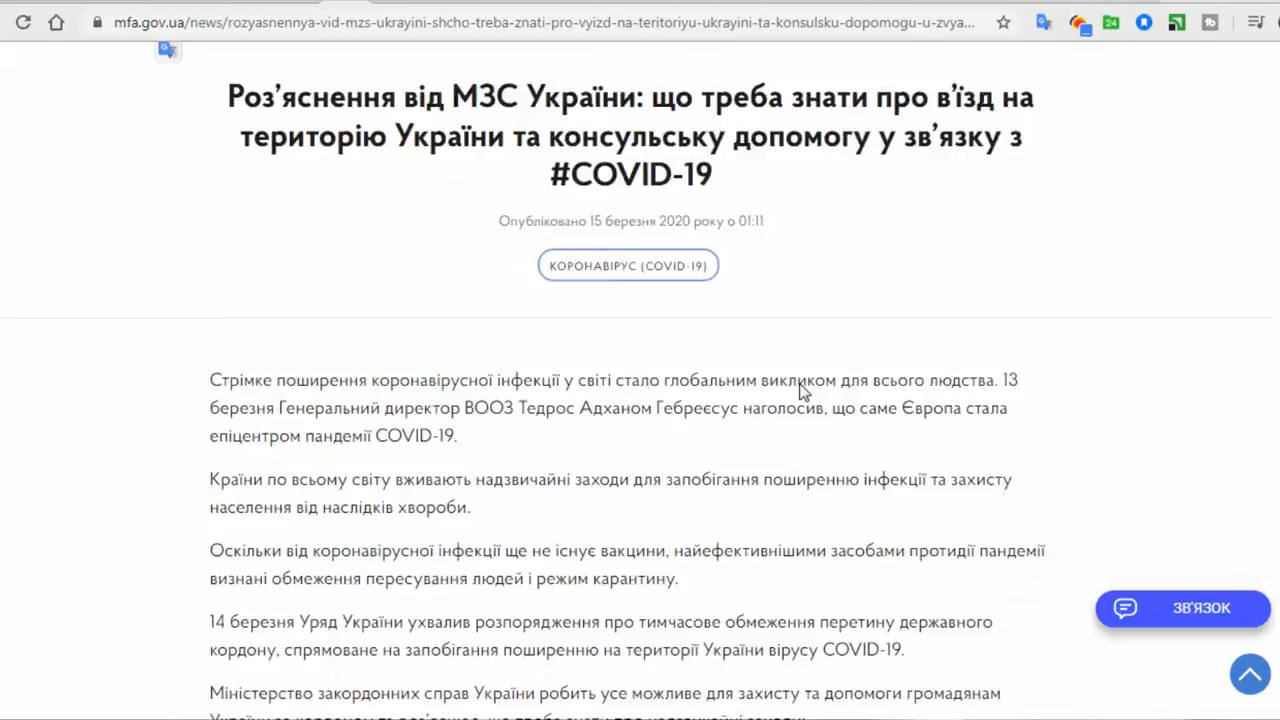 mfa.gov.ua/news/rozyasnennya-vid-mzs-ukrayini-shcho-treba-znati-pro-vyizd-na-teritoriyu-ukrayini-ta-konsulsku-dopomogu-u-zvya...
24
Роз’яснення від МЗС України: що треба знати про в’їзд на
територію України та консульську допомогу у зв’язку з
#COVID-19
Опубліковано 15 березня 2020 року о 01:11
КОРОНАВІРУС (COVID-19)
Стрімке поширення коронавірусної інфекції у світі стало глобальним викликом для всього людства. 13
березня Генеральний директор ВООЗ Тедрос Адханом Гебреєсус наголосив, що саме Європа стала
епіцентром пандемії COVID-19.
Країни по всьому світу вживають надзвичайні заходи для запобігання поширенню інфекції та захисту
населення від наслідків хвороби.
Оскільки від коронавірусної інфекції ще не існує вакцини, найефективнішими засобами протидії пандемії
визнані обмеження пересування людей і режим карантину.
14 березня Уряд України ухвалив розпорядження про тимчасове обмеження перетину державного
кордону, спрямоване на запобігання поширенню на території України вірусу COVID-19.
ЗВ'ЯЗОК
Міністерство закордонних справ України робить усе можливе для захисту та допомоги громадянам